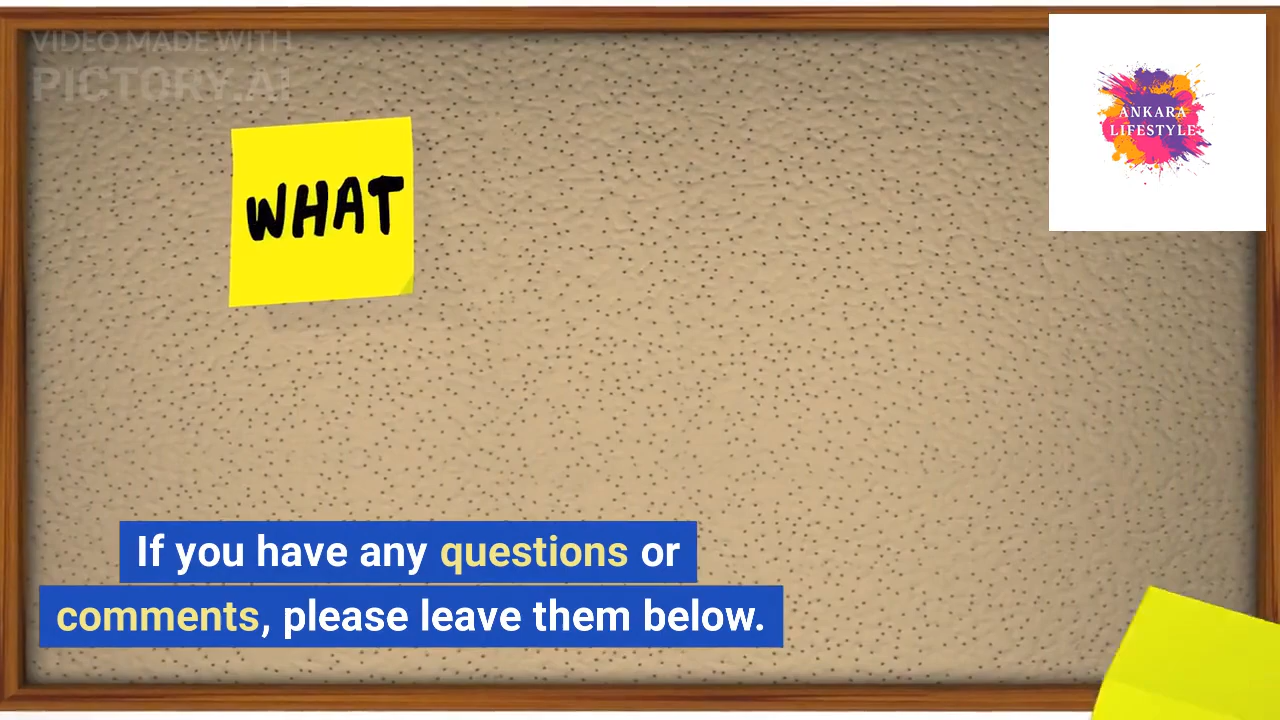 VIDEO MADE WITH
PICTORY.AI
ANKARA
LIFESTYLE
WHAT
If you have any questions or
comments, please leave them below.